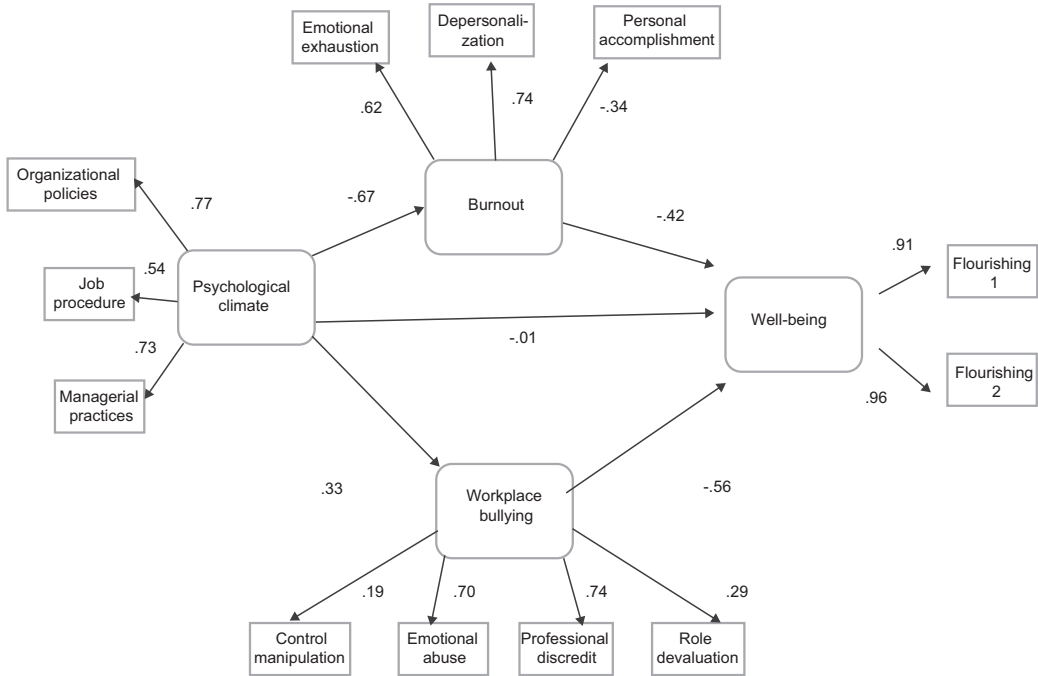 Emotional
exhaustion
Depersonali-
zation
Personal
accomplishment
.62
.74
-.34
Organizational
policies
.77
-.67
Burnout
-.42
.91
Flourishing
1
Job
procedure
.54
Psychological
climate
-.01
Well-being
.73
Managerial
practices
Flourishing
2
.96
.33
Workplace
bullying
-.56
.19
.70
.74
.29
Control
manipulation
Emotional
abuse
Professional
discredit
Role
devaluation